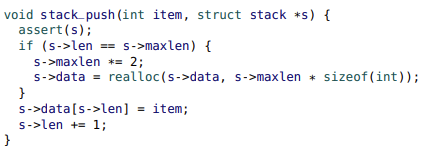 void stack_push(int item, struct stack *s) {
  assert(s);
  if (s->len == s->maxlen) {
    s->maxlen *= 2;
    s->data = realloc(s->data, s->maxlen * sizeof(int));
  }
  s->data[s->len] = item;
  s->len += 1;
}